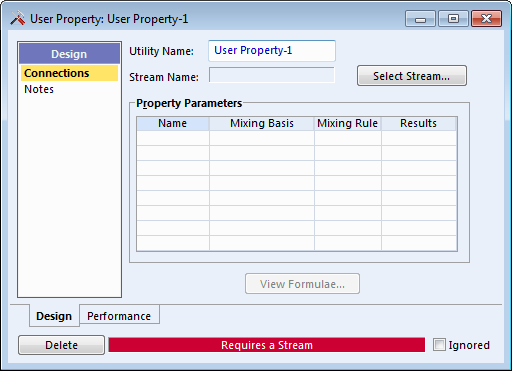 User Property: User Property-1
Design
Connections
Notes
Utility Name: User Property-1
Stream Name: Select Stream...
Property Parameters
Name Mixing Basis Mixing Rule Results
View Formulae...
Design Performance
Delete Requires a Stream Ignored